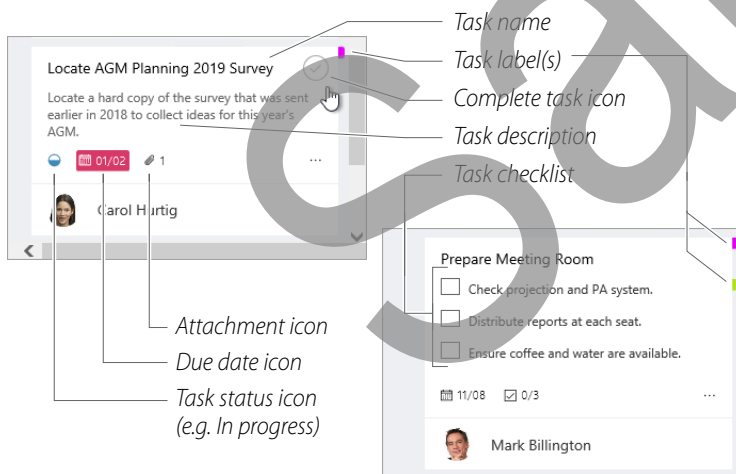 Task name
Task label(s)
Complete task icon
Task description
Task checklist
Locate AGM Planning 2019 Survey
Locate a hard copy of the survey that was sent
earlier in 2018 to collect ideas for this year's
AGM.
01/02 1 ...
Carol Hurtig
Attachment icon
Due date icon
Task status icon
(e.g. In progress)
Prepare Meeting Room
Check projection and PA system.
Distribute reports at each seat.
Ensure coffee and water are available.
11/08 0/3 ...
Mark Billington